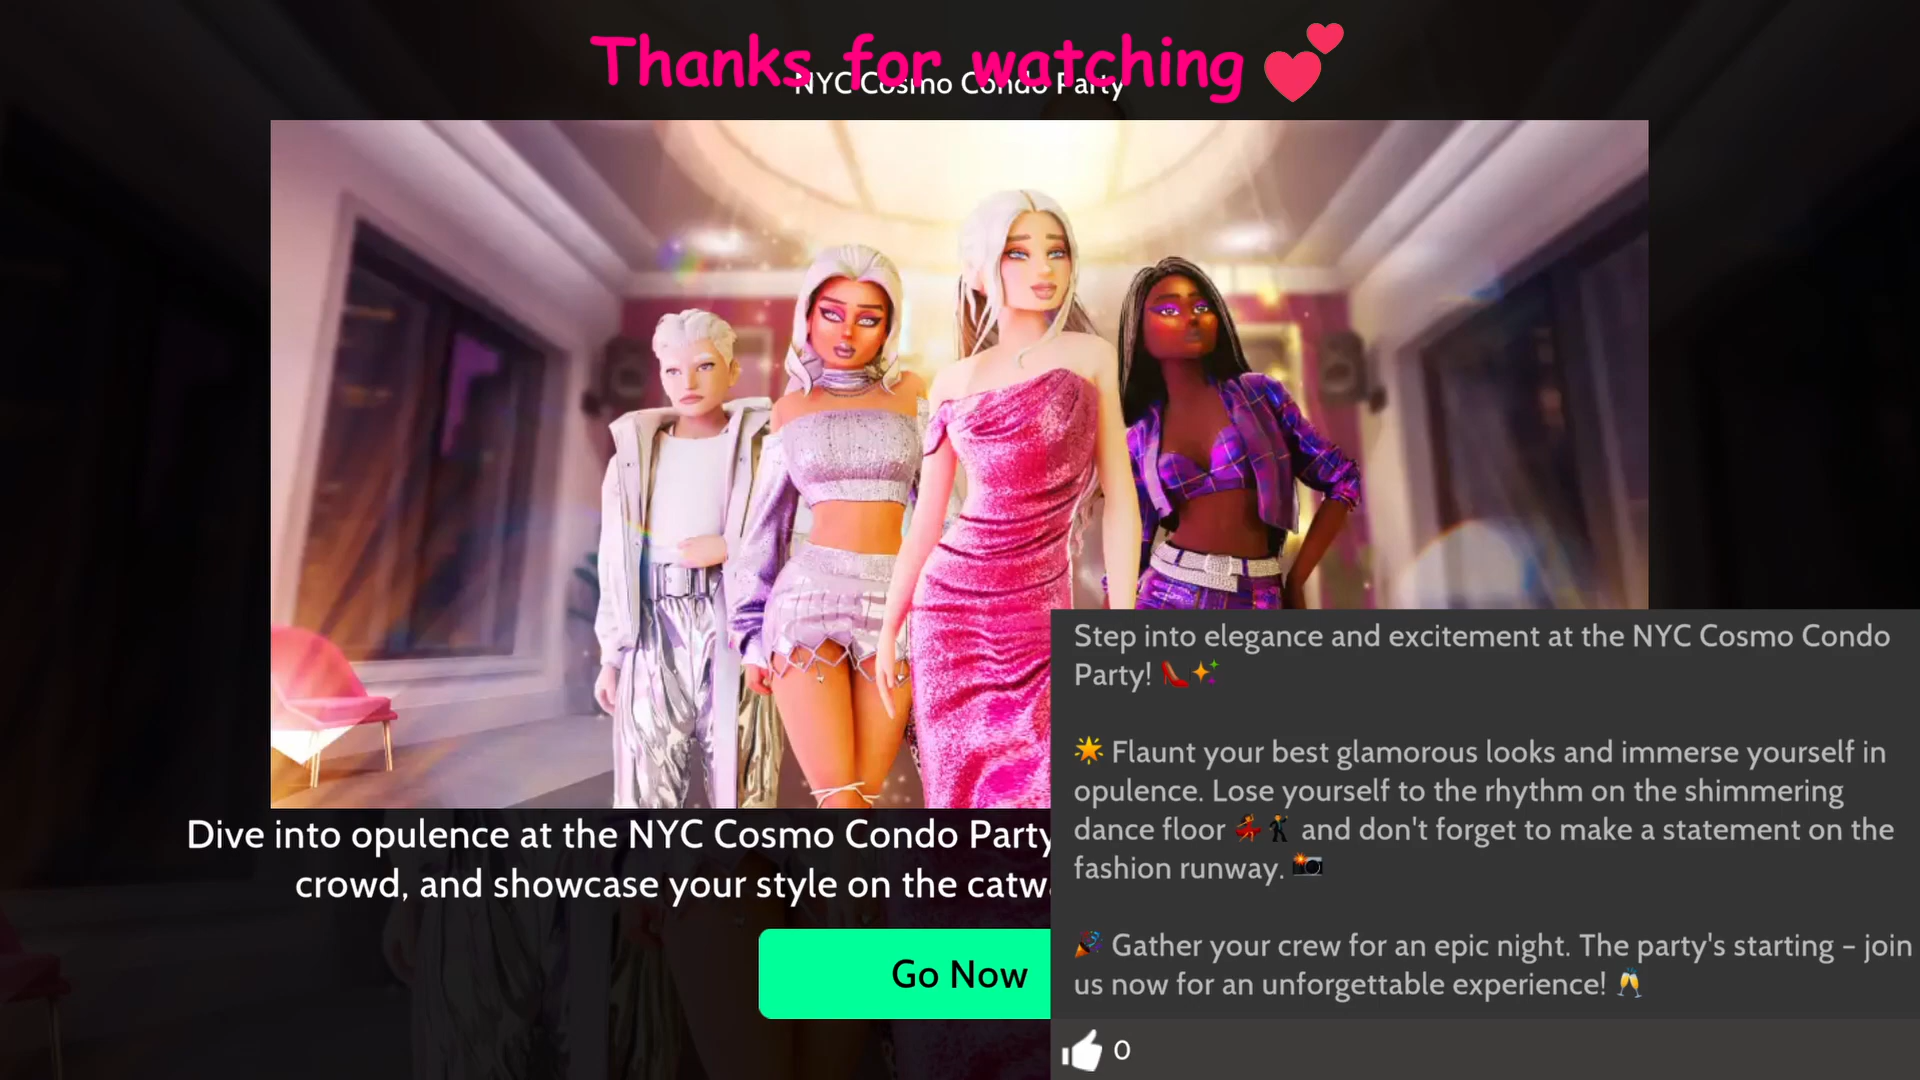 Thanks for watching 💕
NYC Cosmo Condo Party
Dive into opulence at the NYC Cosmo Condo Party
crowd, and showcase your style on the
Go Now
Step into elegance and excitement at the NYC Cosmo Condo
Party! 👠✨
🌟 Flaunt your best glamorous looks and immerse yourself in
opulence. Lose yourself to the rhythm on the shimmering
dance floor 💃🕺 and don't forget to make a statement on the
fashion runway. 📸
🎉 Gather your crew for an epic night. The party's starting – join
us now for an unforgettable experience! 🥂
0